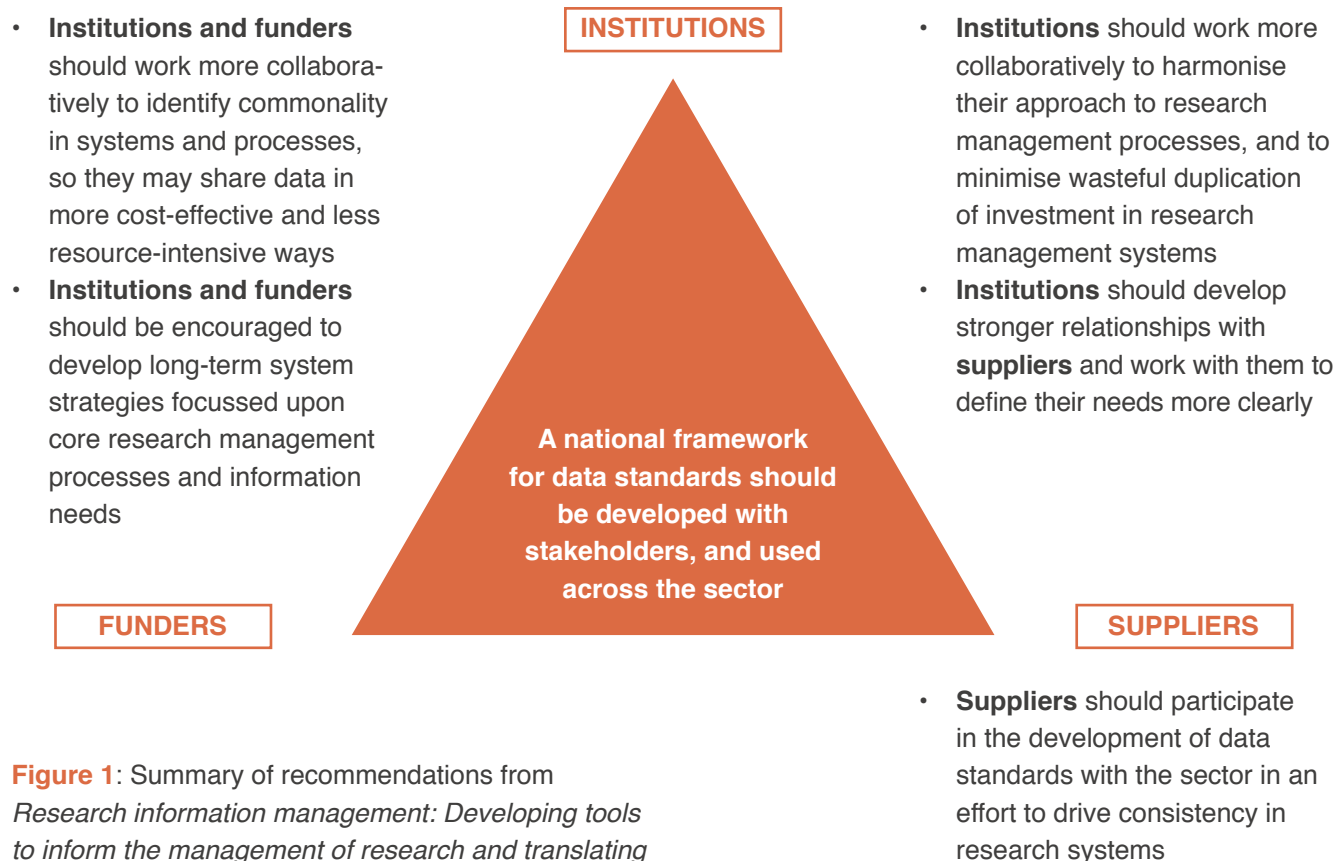 • Institutions and funders
should work more collabora-
tively to identify commonality
in systems and processes,
so they may share data in
more cost-effective and less
resource-intensive ways
• Institutions and funders
should be encouraged to
develop long-term system
strategies focussed upon
core research management
processes and information
needs
INSTITUTIONS
• Institutions should work more
collaboratively to harmonise
their approach to research
management processes, and to
minimise wasteful duplication
of investment in research
management systems
• Institutions should develop
stronger relationships with
suppliers and work with them to
define their needs more clearly
A national framework
for data standards should
be developed with
stakeholders, and used
across the sector
FUNDERS
SUPPLIERS
• Suppliers should participate
in the development of data
standards with the sector in an
effort to drive consistency in
research systems
Figure 1: Summary of recommendations from
Research information management: Developing tools
to inform the management of research and translating